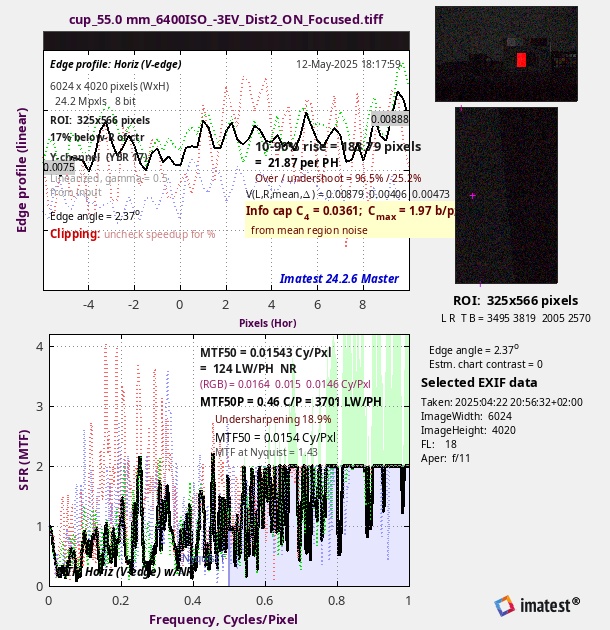 cup_55.0 mm_6400ISO_-3EV_Dist2_ON_Focused.tiff
Edge profile: Horiz (V-edge)
12-May-2025 18:17:59
6024 x 4020 pixels (WxH)
24.2 Mpxls   8 bit
ROI:  325x566 pixels
17% below-R of ctr
Y-channel  (YBR 17)
Linearized, gamma = 0.5
from input
Edge angle = 2.37°
Clipping: uncheck speedup for %
0.00888
0.0075
= 21.87 per PH
Over / undershoot = 96.5% / 25.2%
V(L,R,mean,Δ) = 0.00879  0.00406  0.00473
Info cap C4 = 0.0361;  Cmax = 1.97 b/p
from mean region noise
Imatest 24.2.6 Master
Edge profile (linear)
-4 -2 0 2 4 6 8
Pixels (Hor)
ROI:  325x566 pixels
L R  T B = 3495 3819  2005 2570
Edge angle = 2.37°
Estm. chart contrast = 0
Selected EXIF data
Taken: 2025:04:22 20:56:32+02:00
ImageWidth:  6024
ImageHeight:  4020
FL:   18
Aper:  f/11
MTF50 = 0.01543 Cy/Pxl
=  124 LW/PH  NR
(RGB) = 0.0164  0.015  0.0146 Cy/Pxl
MTF50P = 0.46 C/P = 3701 LW/PH
Undersharpening 18.9%
MTF50 = 0.0154 Cy/Pxl
MTF at Nyquist = 1.43
Horiz (V-edge) w/NR
SFR (MTF)
4
3
2
1
0
0 0.2 0.4 0.6 0.8 1
Frequency, Cycles/Pixel
imatest®